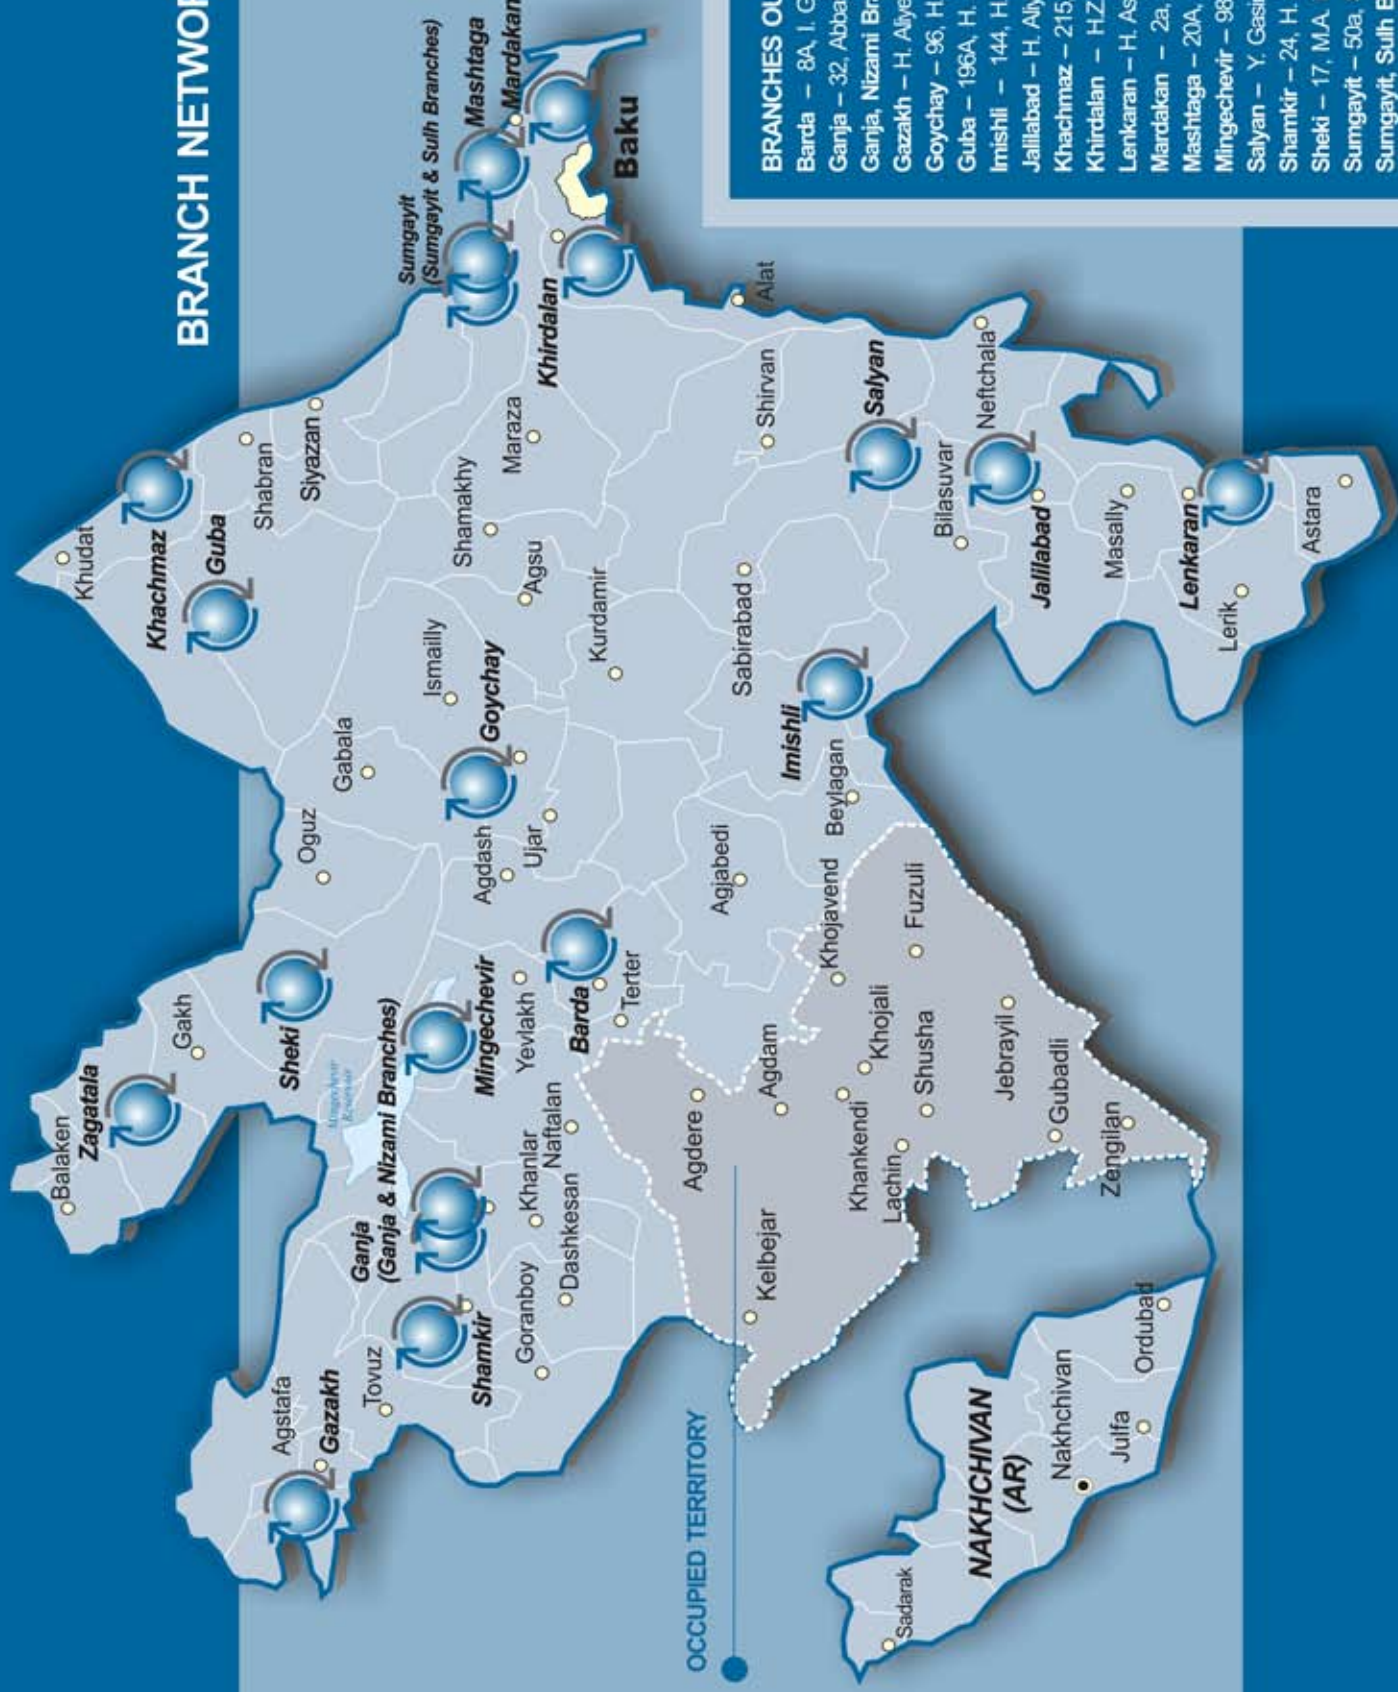 BRANCH NETWOR
Khudat
Khachmaz
Guba
Shabran
Siyazan
Sumgayit
(Sumgayit & Sulh Branches)
Mashtaga
Mardakan
Baku
Khirdalan
Alat
Balaken
Zagatala
Gakh
Sheki
Oguz
Gabala
Ismailly
Shamakhy
Maraza
Agsu
Goychay
Kurdamir
Agdash
Ujar
Mingechevir
Reservoir
Mingechevir
Yevlakh
Barda
Terter
Agstafa
Gazakh
Tovuz
Shamkir
Ganja
(Ganja & Nizami Branches)
Goranboy
Khanlar
Naftalan
Dashkesan
Shirvan
Salyan
Neftchala
Sabirabad
Bilasuvar
Imishli
Jalilabad
Masally
Lenkaran
Lerik
Astara
Agjabedi
Beylagan
Khojavend
Fuzuli
Agdere
Agdam
Kelbejar
Khankendi
Khojali
Lachin
Shusha
Jebrayil
Gubadli
Zengilan
OCCUPIED TERRITORY
NAKHCHIVAN
(AR)
Nakhchivan
Ordubad
Julfa
Sadarak
BRANCHES OU
Barda – 8A, I. G
Ganja – 32, Abba
Ganja, Nizami Br
Gazakh – H. Aliye
Goychay – 96, H.
Guba – 196A, H.
Imishli – 144, H.
Jalilabad – H. Aliy
Khachmaz – 215,
Khirdalan – H.Z.
Lenkaran – H. As
Mardakan – 2a,
Mashtaga – 20A,
Mingechevir – 98
Salyan – Y. Gasi
Shamkir – 24, H.
Sheki – 17, M.A.
Sumgayit – 50a,
Sumgayit, Sulh B